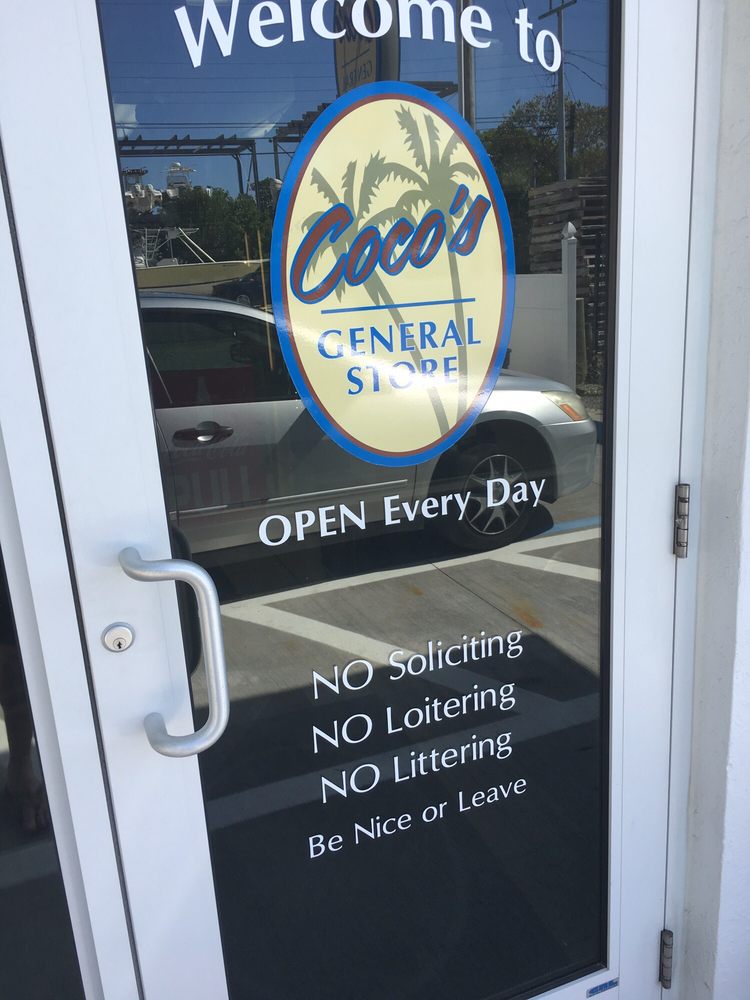 Welcome to
Coco's
GENERAL
STORE
OPEN Every Day
NO Soliciting
NO Loitering
NO Littering
Be Nice or Leave